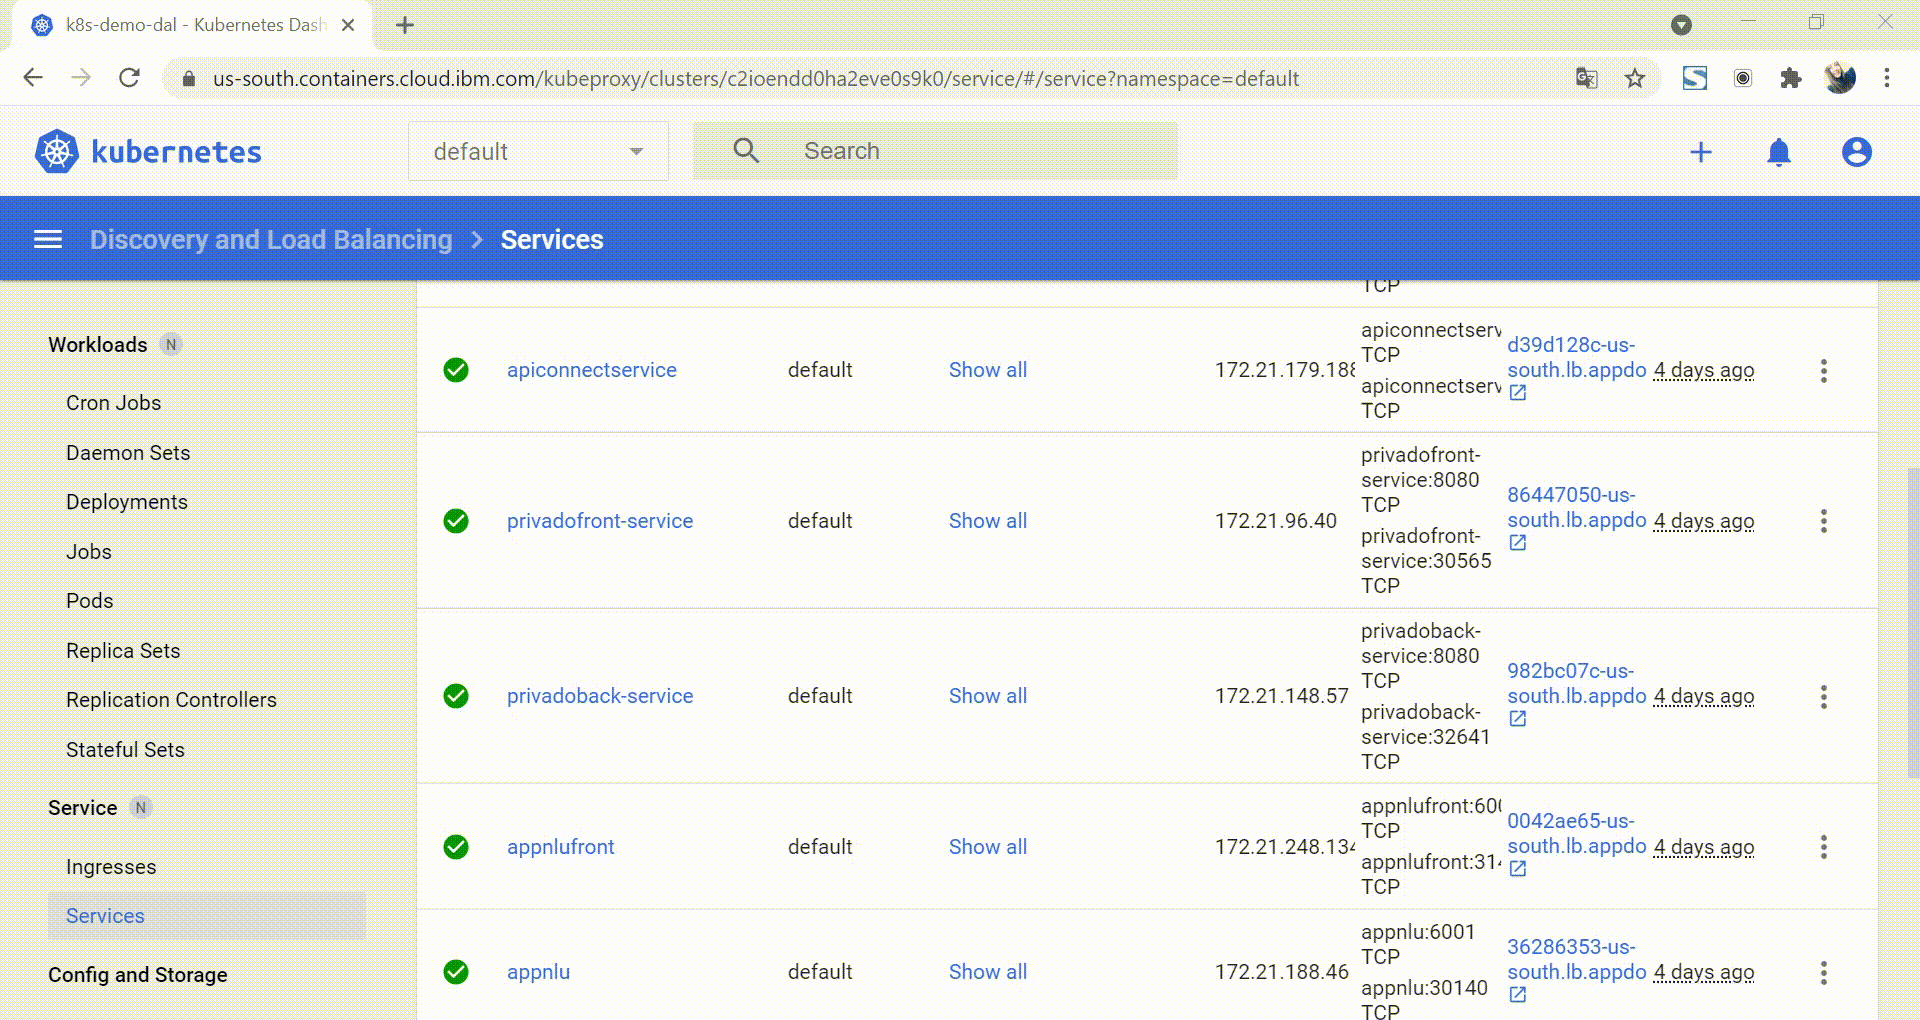 k8s-demo-dal - Kubernetes Dash
us-south.containers.cloud.ibm.com/kubeproxy/clusters/c2ioendd0ha2eve0s9k0/service/#/service?namespace=default
kubernetes
default
Search
Discovery and Load Balancing
Services
Workloads N
Cron Jobs
Daemon Sets
Deployments
Jobs
Pods
Replica Sets
Replication Controllers
Stateful Sets
Service N
Ingresses
Services
Config and Storage
TCP
apiconnectservice
default
Show all
172.21.179.188
apiconnectserv
TCP
apiconnectserv
TCP
d39d128c-us-
south.lb.appdo
4 days ago
privadofront-service
default
Show all
172.21.96.40
privadofront-
service:8080
TCP
privadofront-
service:30565
TCP
86447050-us-
south.lb.appdo
4 days ago
privadoback-service
default
Show all
172.21.148.57
privadoback-
service:8080
TCP
privadoback-
service:32641
TCP
982bc07c-us-
south.lb.appdo
4 days ago
appnlufront
default
Show all
172.21.248.134
appnlufront:600
TCP
appnlufront:314
TCP
0042ae65-us-
south.lb.appdo
4 days ago
appnlu
default
Show all
172.21.188.46
appnlu:6001
TCP
appnlu:30140
TCP
36286353-us-
south.lb.appdo
4 days ago